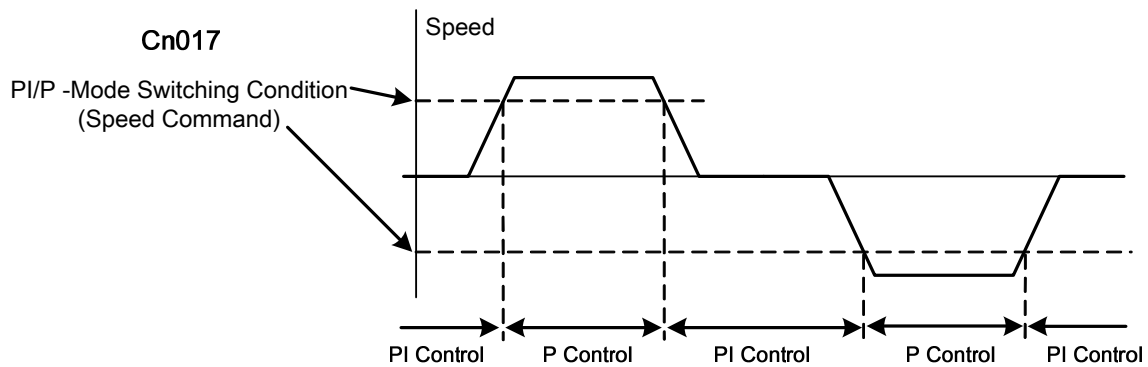 Speed
Cn017
PI/P -Mode Switching Condition
(Speed Command)
PI Control
P Control
PI Control
P Control
PI Control